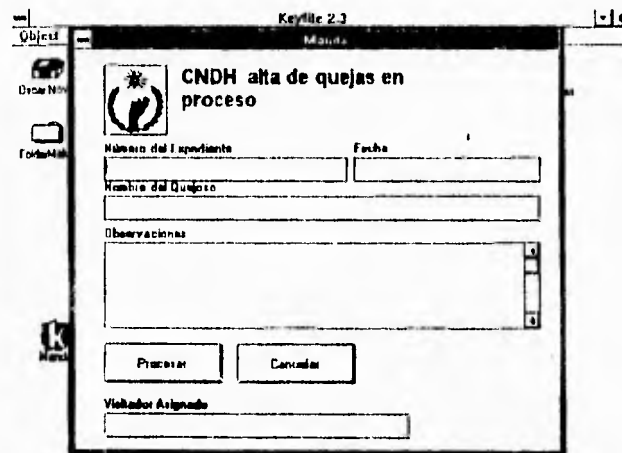 Keyfile 2.3
Object
CNDH alta de quejas en
proceso
Número del Expediente
Fecha
Nombre del Quejoso
Observaciones
Procesar
Cancelar
Visitador Asignado